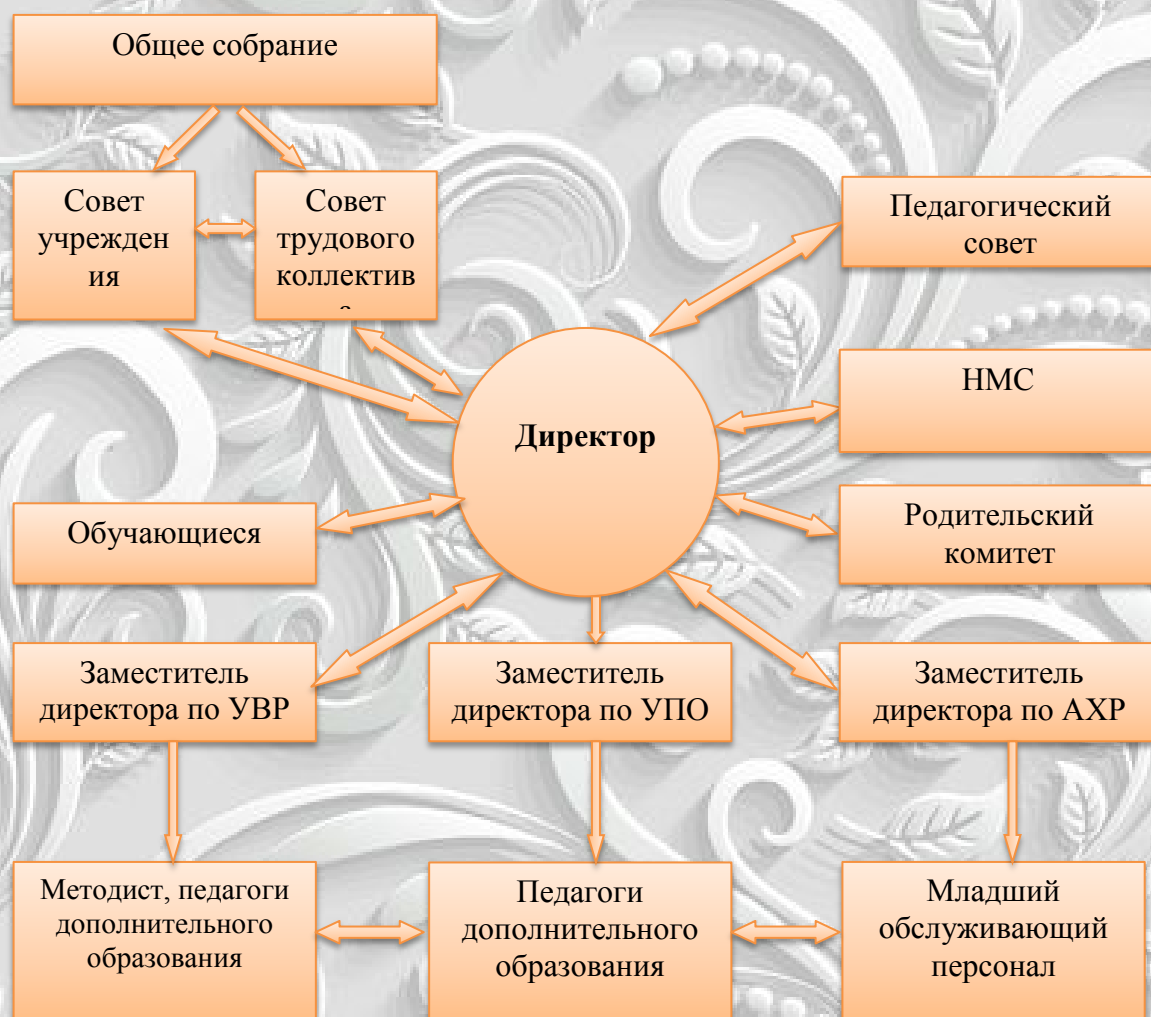 Общее собрание
Совет
учрежден
ия
Совет
трудового
коллектив
Педагогический
совет
НМС
Директор
Родительский
комитет
Обучающиеся
Заместитель
директора по УВР
Заместитель
директора по УПО
Заместитель
директора по АХР
Методист, педагоги
дополнительного
образования
Педагоги
дополнительного
образования
Младший
обслуживающий
персонал